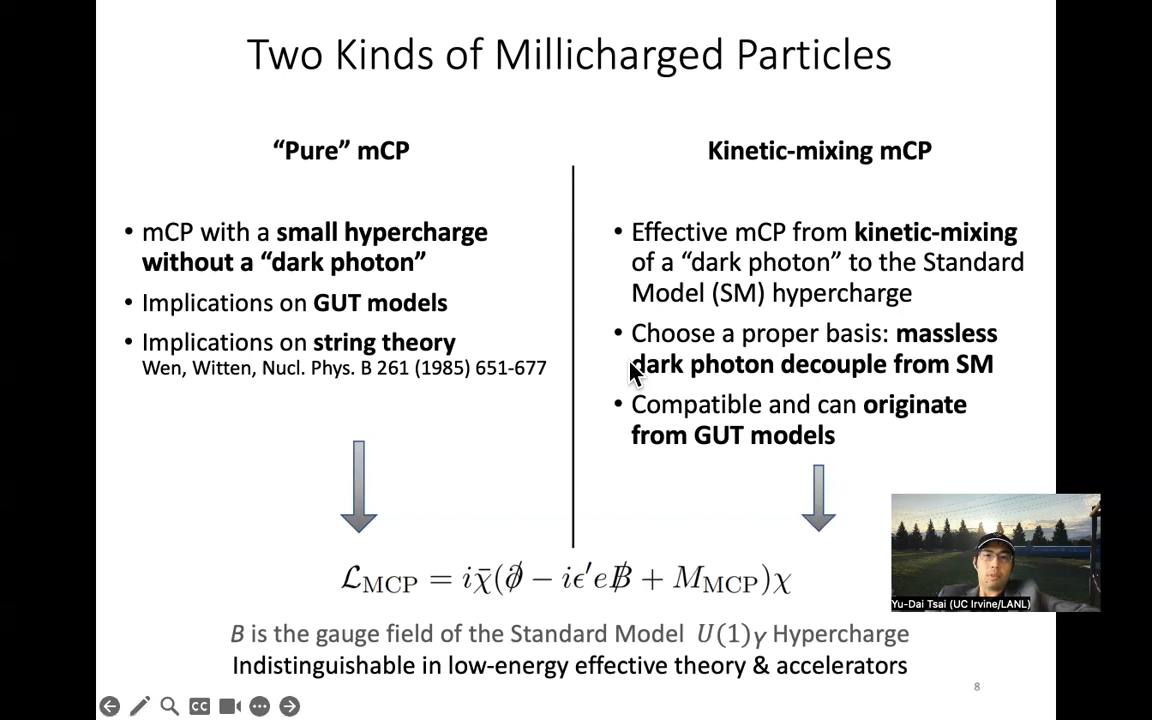 Two Kinds of Millicharged Particles
“Pure” mCP
• mCP with a small hypercharge
without a “dark photon”
• Implications on GUT models
• Implications on string theory
Wen, Witten, Nucl. Phys. B 261 (1985) 651-677
Kinetic-mixing mCP
• Effective mCP from kinetic-mixing
of a “dark photon” to the Standard
Model (SM) hypercharge
• Choose a proper basis: massless
dark photon decouple from SM
• Compatible and can originate
from GUT models
ℒ_MCP = iχ̄(∂̸ − iϵ′eB̸ + M_MCP)χ
B is the gauge field of the Standard Model U(1)_Y Hypercharge
Indistinguishable in low-energy effective theory & accelerators
Yu-Dai Tsai (UC Irvine/LANL)
8
CC